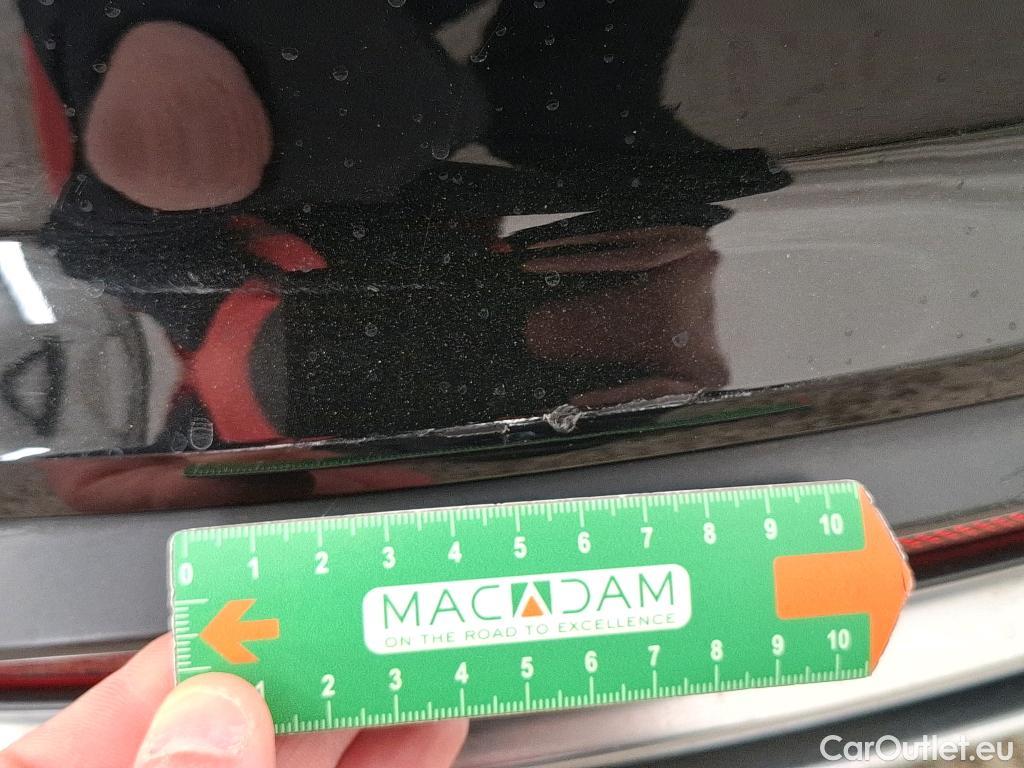 0 1 2 3 4 5 6 7 8 9 10
MACADAM
ON THE ROAD TO EXCELLENCE
1 2 3 4 5 6 7 8 9 10
CarOutlet.eu